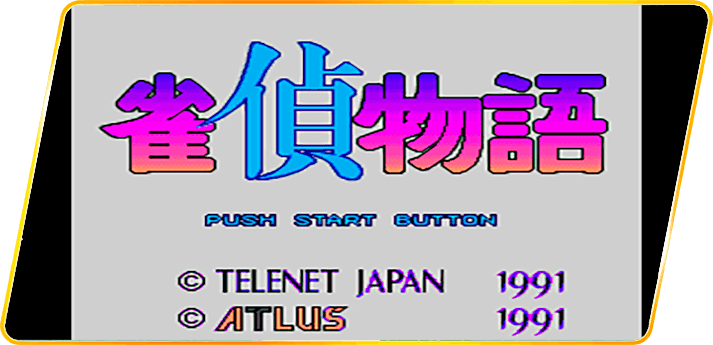 雀偵物語
PUSH START BUTTON
© TELENET JAPAN 1991
© ATLUS 1991